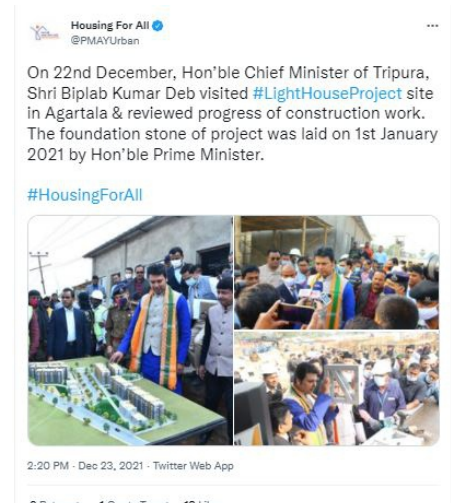 Housing For All
@PMAYUrban
On 22nd December, Hon'ble Chief Minister of Tripura,
Shri Biplab Kumar Deb visited #LightHouseProject site
in Agartala & reviewed progress of construction work.
The foundation stone of project was laid on 1st January
2021 by Hon'ble Prime Minister.
#HousingForAll
2:20 PM · Dec 23, 2021 · Twitter Web App